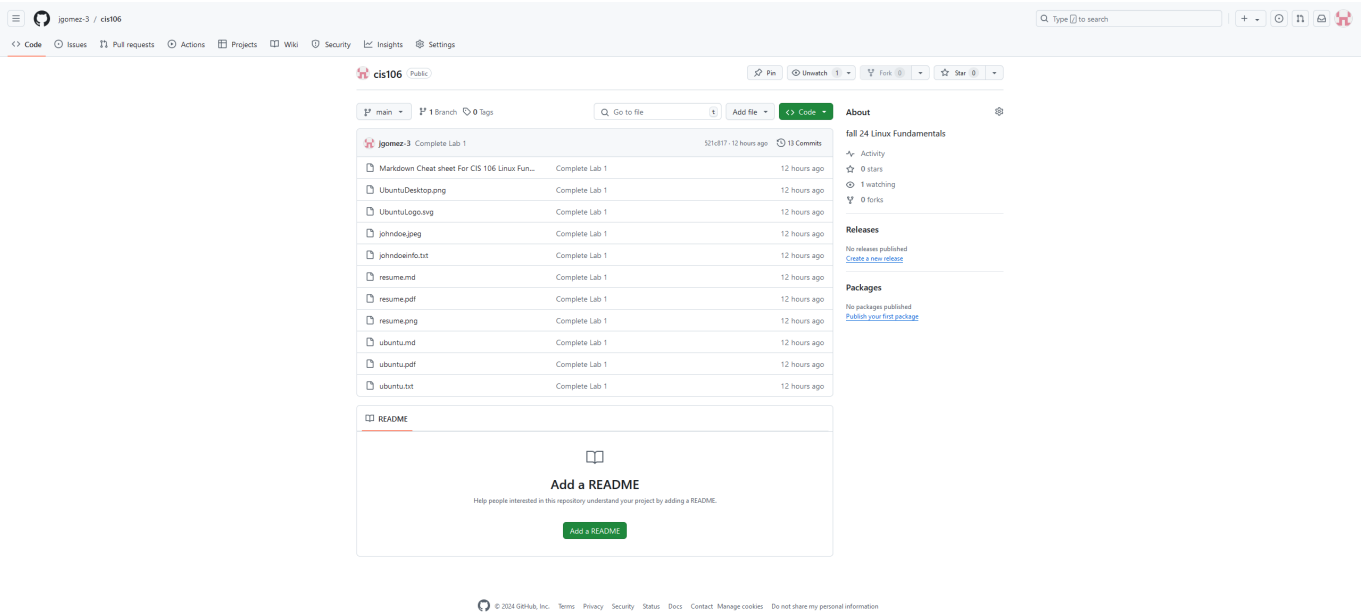 jgomez-3 / cis106
Type / to search
Code Issues Pull requests Actions Projects Wiki Security Insights Settings
cis106 Public
Pin Unwatch 1 Fork 0 Star 0
main 1 Branch 0 Tags Go to file t Add file Code
jgomez-3 Complete Lab 1 521c817 · 12 hours ago 13 Commits
Markdown Cheat sheet For CIS 106 Linux Fun... Complete Lab 1 12 hours ago
UbuntuDesktop.png Complete Lab 1 12 hours ago
UbuntuLogo.svg Complete Lab 1 12 hours ago
johndoe.jpeg Complete Lab 1 12 hours ago
johndoeinfo.txt Complete Lab 1 12 hours ago
resume.md Complete Lab 1 12 hours ago
resume.pdf Complete Lab 1 12 hours ago
resume.png Complete Lab 1 12 hours ago
ubuntu.md Complete Lab 1 12 hours ago
ubuntu.pdf Complete Lab 1 12 hours ago
ubuntu.txt Complete Lab 1 12 hours ago
README
Add a README
Help people interested in this repository understand your project by adding a README.
Add a README
About
fall 24 Linux Fundamentals
Activity
0 stars
1 watching
0 forks
Releases
No releases published
Create a new release
Packages
No packages published
Publish your first package
© 2024 GitHub, Inc. Terms Privacy Security Status Docs Contact Manage cookies Do not share my personal information